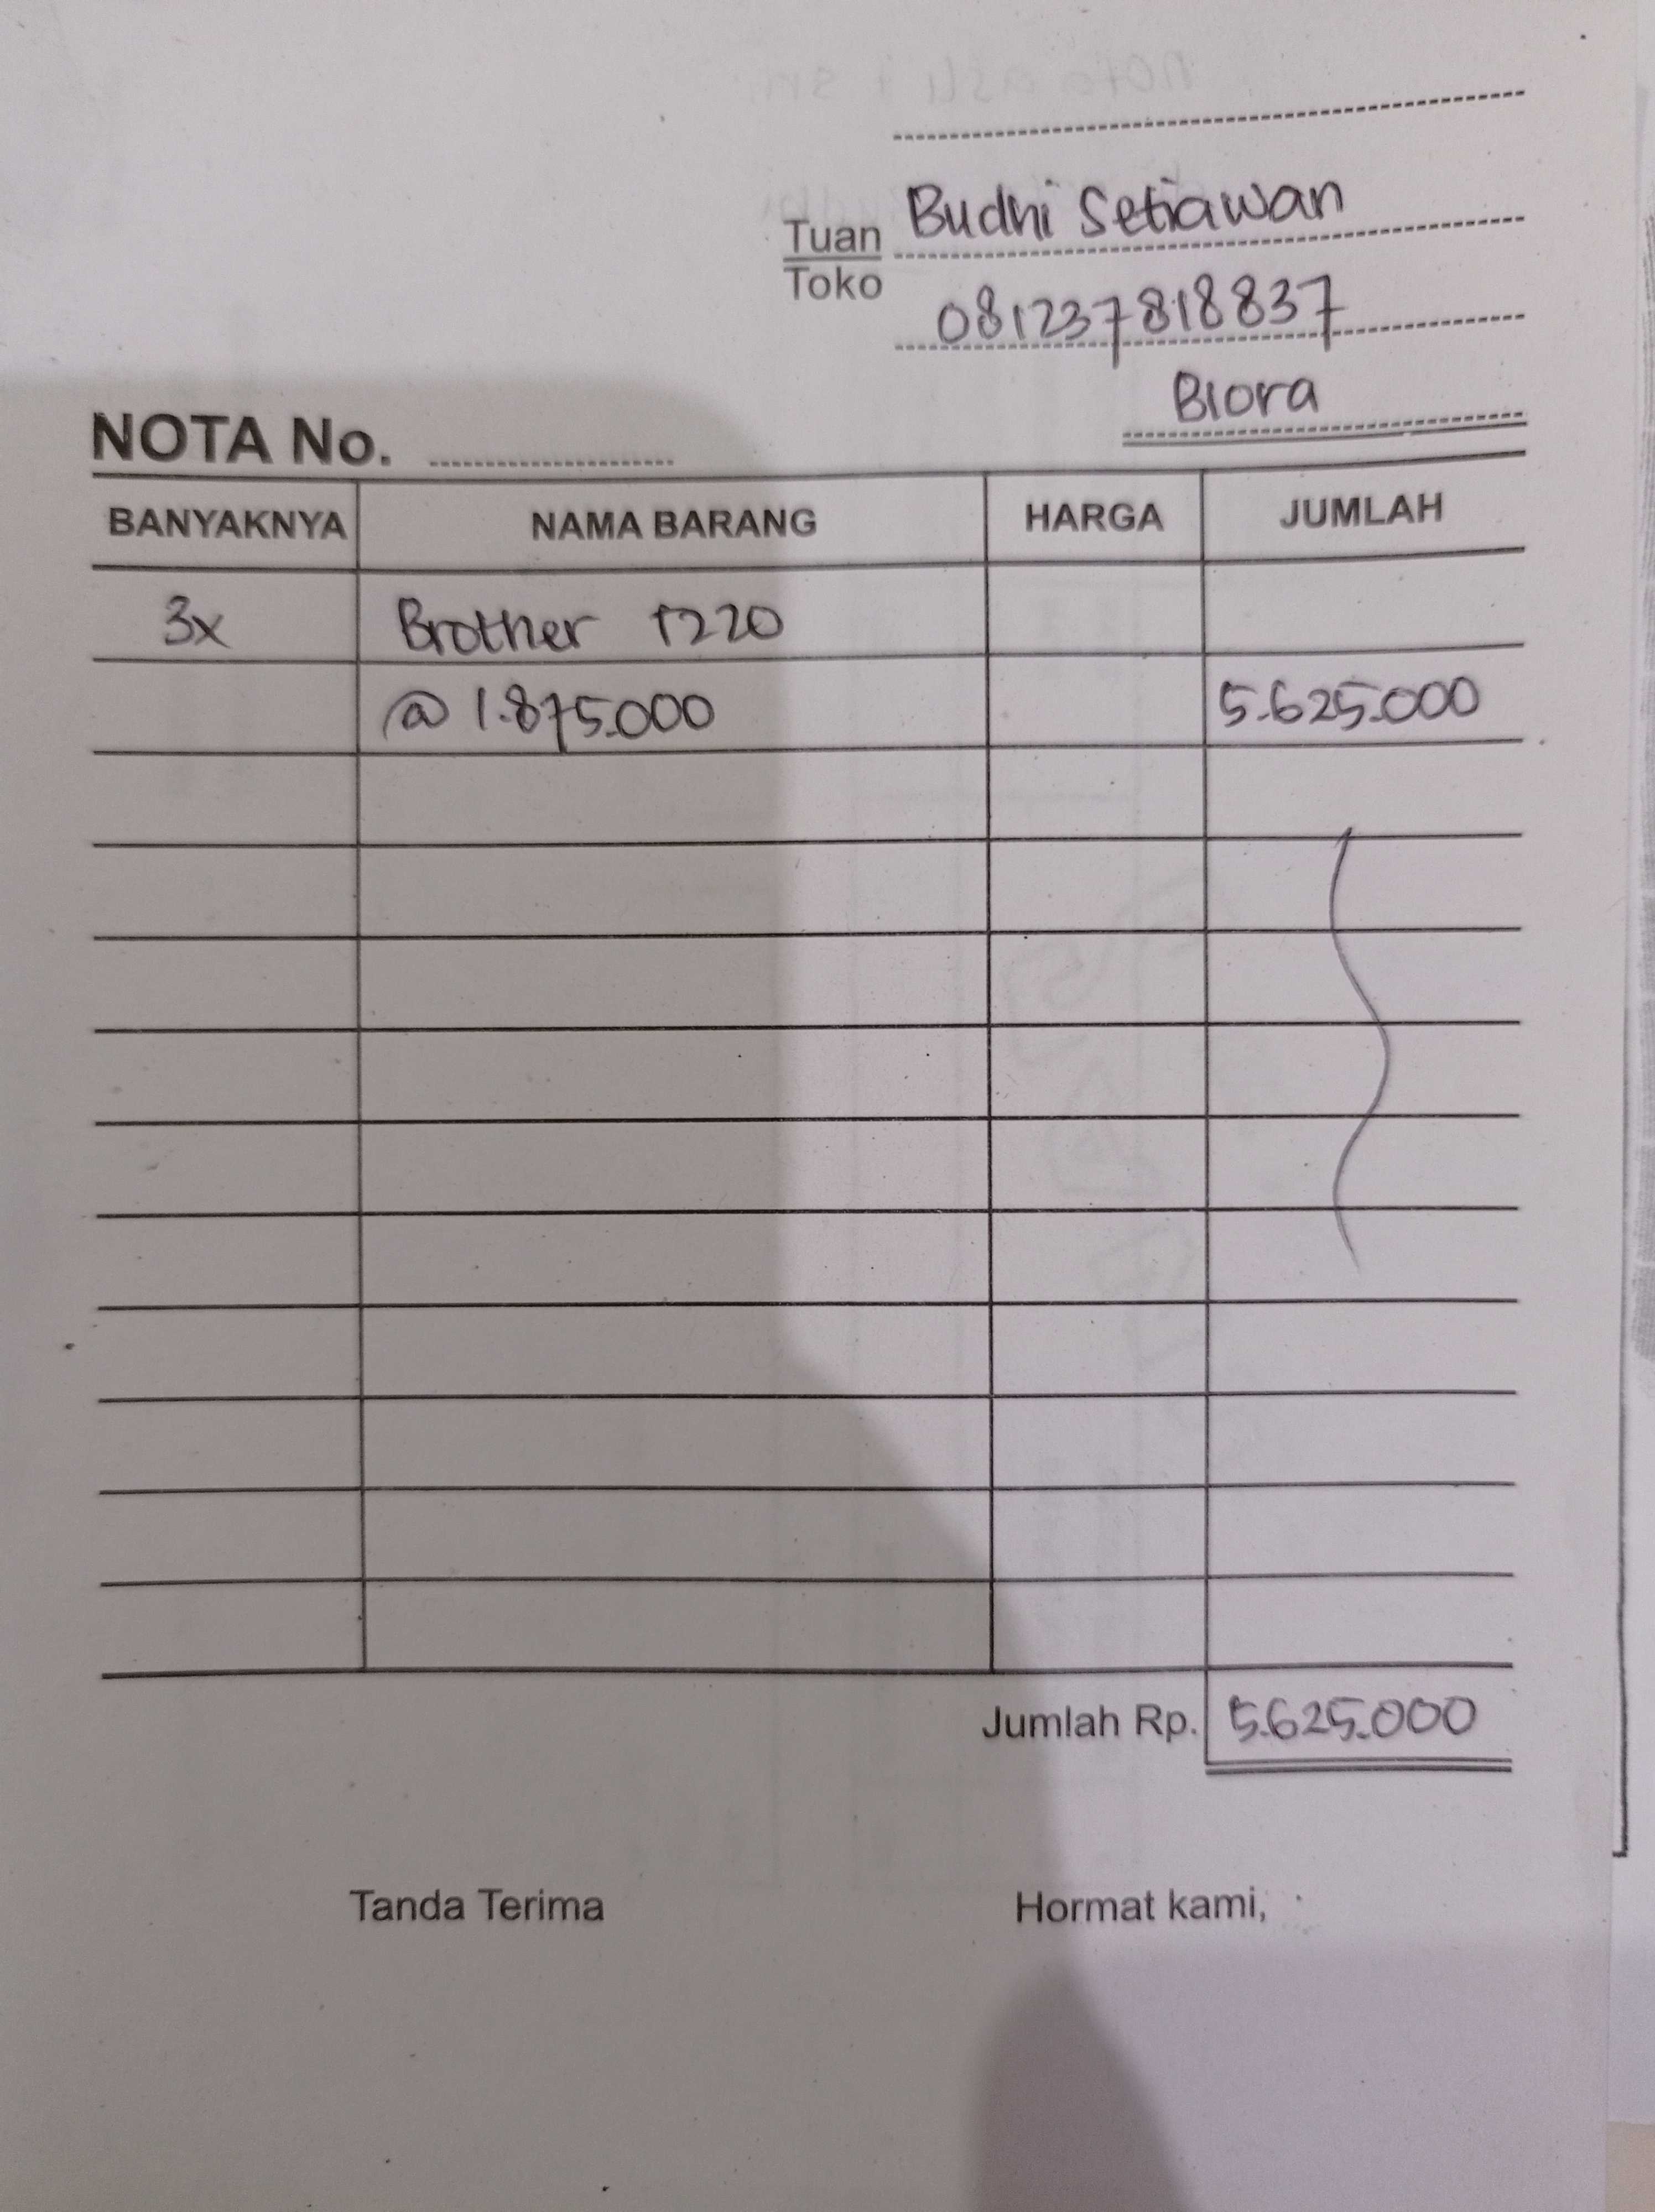 Budhi Setiawan
Tuan
Toko
081237818837
Blora
NOTA No.
BANYAKNYA NAMA BARANG HARGA JUMLAH
3x Brother T220
@ 1.875.000 5.625.000
Jumlah Rp. 5.625.000
Tanda Terima Hormat kami,